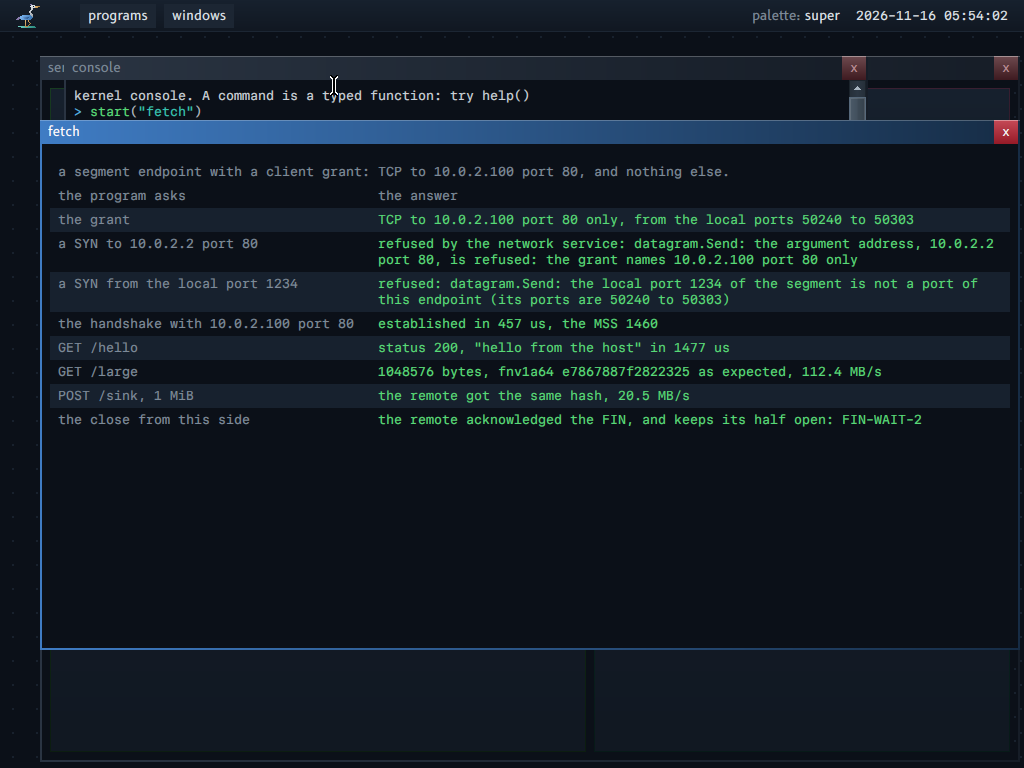 programs windows palette: super 2026-11-16 05:54:02
ser console x x
kernel console. A command is a typed function: try help()
> start("fetch")
fetch x
a segment endpoint with a client grant: TCP to 10.0.2.100 port 80, and nothing else.
the program asks the answer
the grant TCP to 10.0.2.100 port 80 only, from the local ports 50240 to 50303
a SYN to 10.0.2.2 port 80 refused by the network service: datagram.Send: the argument address, 10.0.2.2
port 80, is refused: the grant names 10.0.2.100 port 80 only
a SYN from the local port 1234 refused: datagram.Send: the local port 1234 of the segment is not a port of
this endpoint (its ports are 50240 to 50303)
the handshake with 10.0.2.100 port 80 established in 457 us, the MSS 1460
GET /hello status 200, "hello from the host" in 1477 us
GET /large 1048576 bytes, fnv1a64 e7867887f2822325 as expected, 112.4 MB/s
POST /sink, 1 MiB the remote got the same hash, 20.5 MB/s
the close from this side the remote acknowledged the FIN, and keeps its half open: FIN-WAIT-2